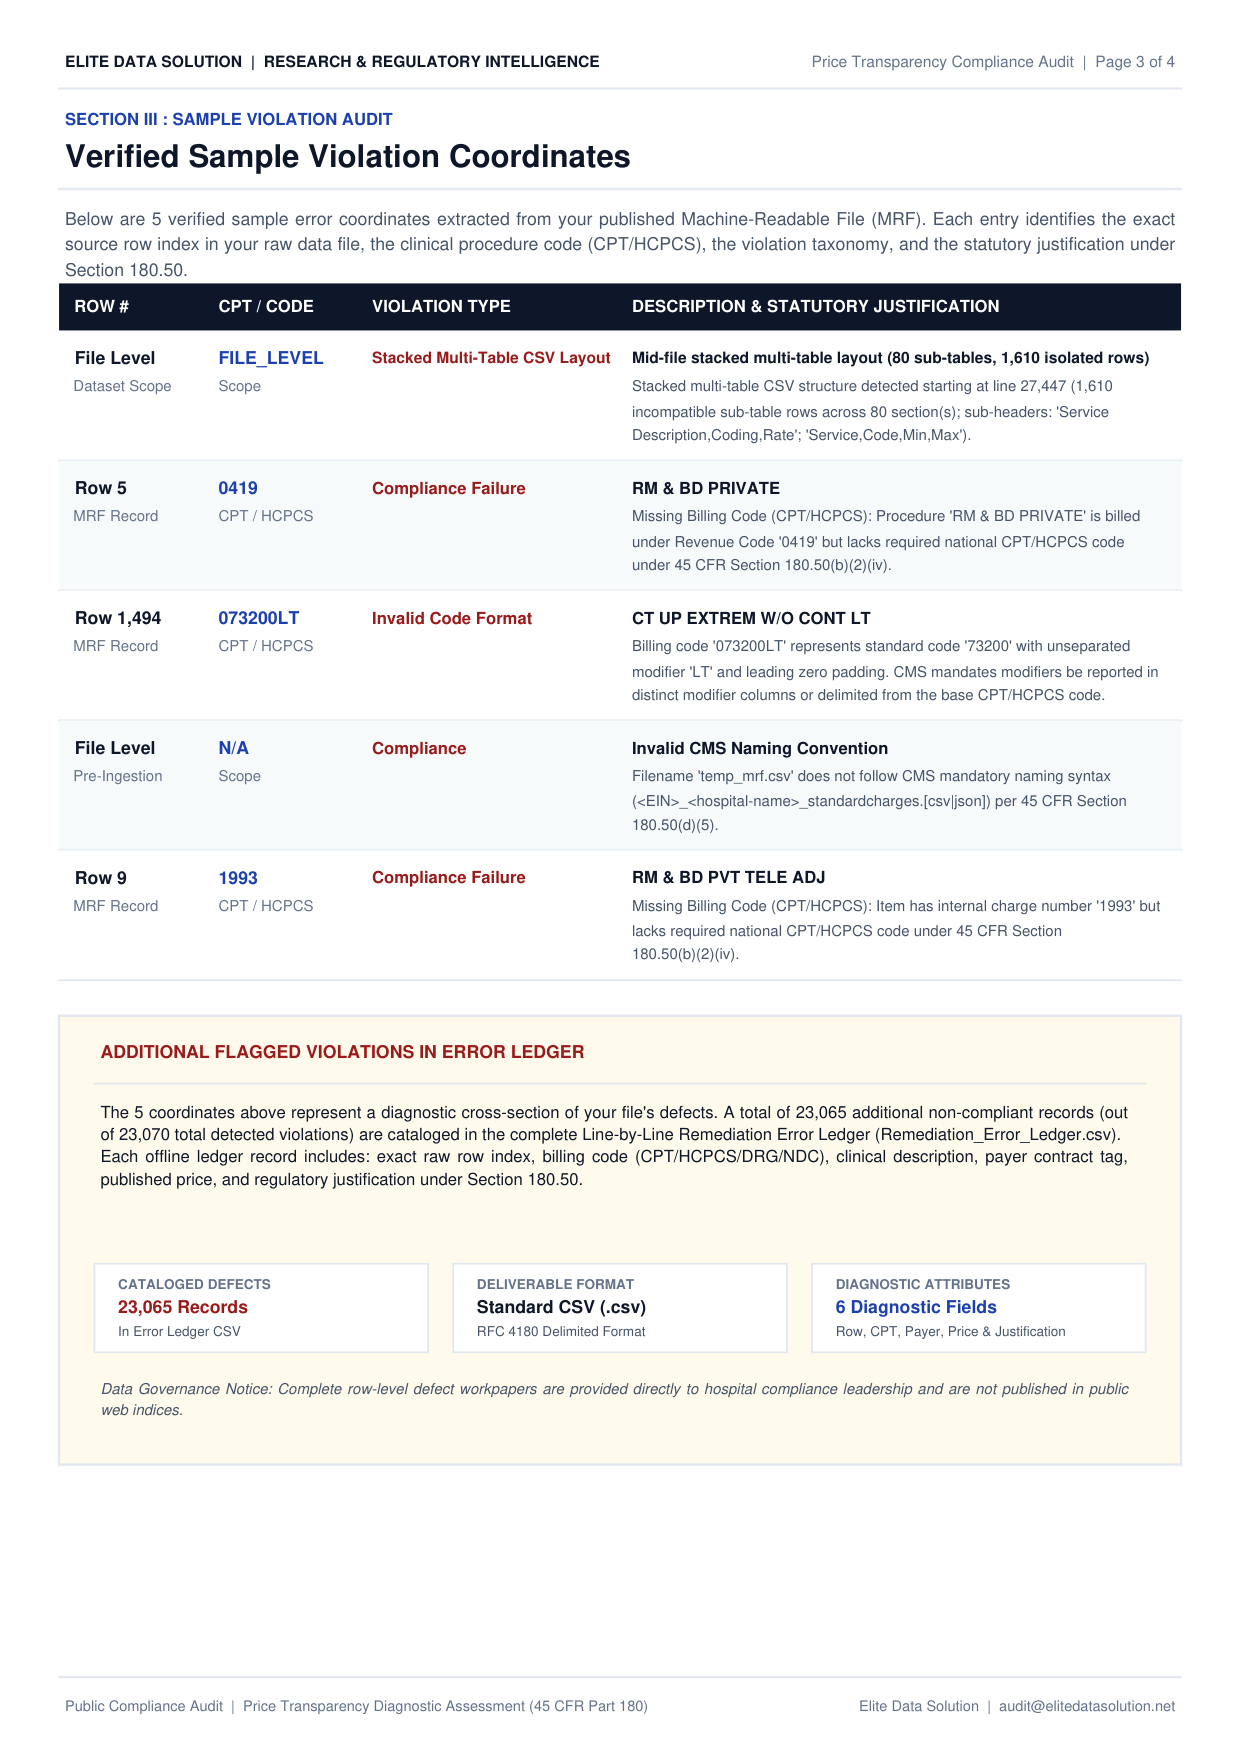 ELITE DATA SOLUTION | RESEARCH & REGULATORY INTELLIGENCE
Price Transparency Compliance Audit | Page 3 of 4
SECTION III : SAMPLE VIOLATION AUDIT
Verified Sample Violation Coordinates
Below are 5 verified sample error coordinates extracted from your published Machine-Readable File (MRF). Each entry identifies the exact
source row index in your raw data file, the clinical procedure code (CPT/HCPCS), the violation taxonomy, and the statutory justification under
Section 180.50.
ROW # CPT / CODE VIOLATION TYPE DESCRIPTION & STATUTORY JUSTIFICATION
File Level FILE_LEVEL Stacked Multi-Table CSV Layout Mid-file stacked multi-table layout (80 sub-tables, 1,610 isolated rows)
Dataset Scope Scope Stacked multi-table CSV structure detected starting at line 27,447 (1,610
incompatible sub-table rows across 80 section(s); sub-headers: 'Service
Description,Coding,Rate'; 'Service,Code,Min,Max').
Row 5 0419 Compliance Failure RM & BD PRIVATE
MRF Record CPT / HCPCS Missing Billing Code (CPT/HCPCS): Procedure 'RM & BD PRIVATE' is billed
under Revenue Code '0419' but lacks required national CPT/HCPCS code
under 45 CFR Section 180.50(b)(2)(iv).
Row 1,494 073200LT Invalid Code Format CT UP EXTREM W/O CONT LT
MRF Record CPT / HCPCS Billing code '073200LT' represents standard code '73200' with unseparated
modifier 'LT' and leading zero padding. CMS mandates modifiers be reported in
distinct modifier columns or delimited from the base CPT/HCPCS code.
File Level N/A Compliance Invalid CMS Naming Convention
Pre-Ingestion Scope Filename 'temp_mrf.csv' does not follow CMS mandatory naming syntax
(<EIN>_<hospital-name>_standardcharges.[csv|json]) per 45 CFR Section
180.50(d)(5).
Row 9 1993 Compliance Failure RM & BD PVT TELE ADJ
MRF Record CPT / HCPCS Missing Billing Code (CPT/HCPCS): Item has internal charge number '1993' but
lacks required national CPT/HCPCS code under 45 CFR Section
180.50(b)(2)(iv).
ADDITIONAL FLAGGED VIOLATIONS IN ERROR LEDGER
The 5 coordinates above represent a diagnostic cross-section of your file's defects. A total of 23,065 additional non-compliant records (out
of 23,070 total detected violations) are cataloged in the complete Line-by-Line Remediation Error Ledger (Remediation_Error_Ledger.csv).
Each offline ledger record includes: exact raw row index, billing code (CPT/HCPCS/DRG/NDC), clinical description, payer contract tag,
published price, and regulatory justification under Section 180.50.
CATALOGED DEFECTS
23,065 Records
In Error Ledger CSV
DELIVERABLE FORMAT
Standard CSV (.csv)
RFC 4180 Delimited Format
DIAGNOSTIC ATTRIBUTES
6 Diagnostic Fields
Row, CPT, Payer, Price & Justification
Data Governance Notice: Complete row-level defect workpapers are provided directly to hospital compliance leadership and are not published in public
web indices.
Public Compliance Audit | Price Transparency Diagnostic Assessment (45 CFR Part 180)
Elite Data Solution | audit@elitedatasolution.net